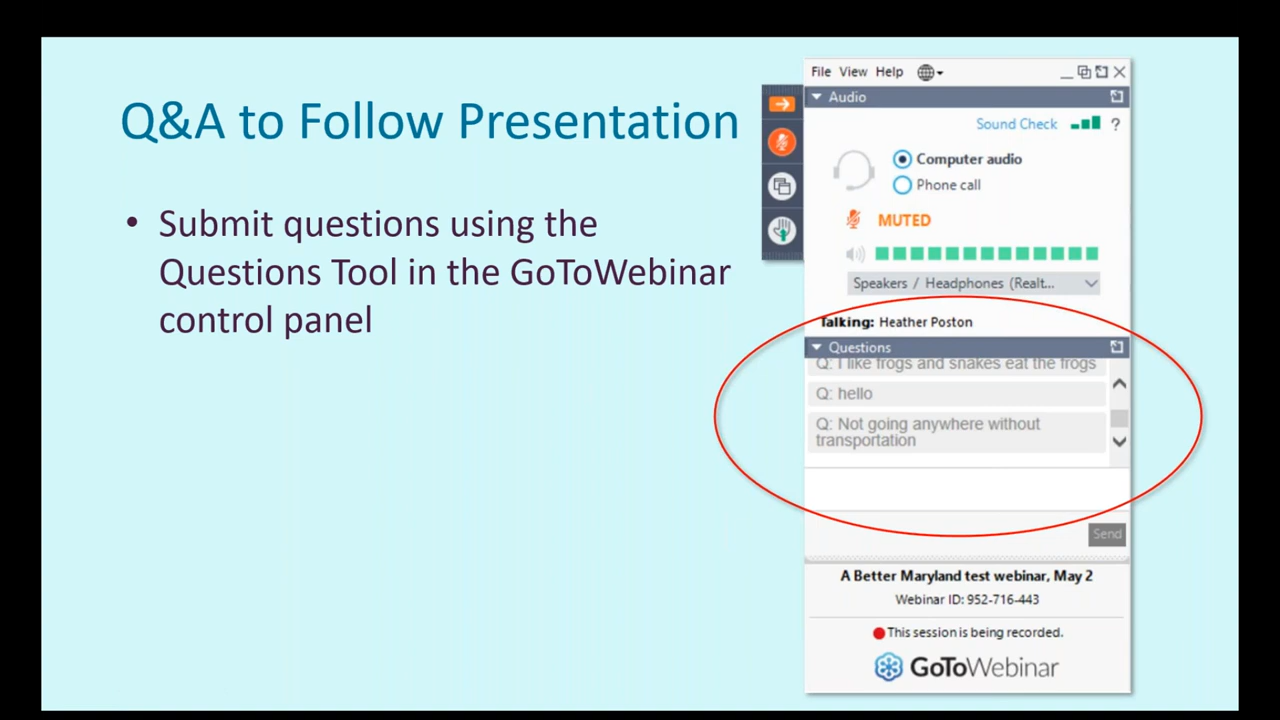 Q&A to Follow Presentation
• Submit questions using the
Questions Tool in the GoToWebinar
control panel
File View Help
Audio
Sound Check ?
Computer audio
Phone call
MUTED
Speakers / Headphones (Realt...
Talking: Heather Poston
Questions
Q: I like frogs and snakes eat the frogs
Q: hello
Q: Not going anywhere without
transportation
Send
A Better Maryland test webinar, May 2
Webinar ID: 952-716-443
This session is being recorded.
GoToWebinar